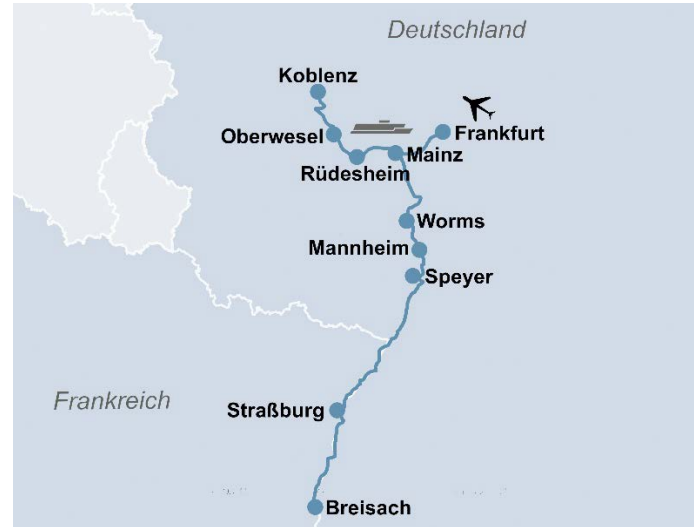 Deutschland
Koblenz
Oberwesel
Frankfurt
Mainz
Rüdesheim
Worms
Mannheim
Speyer
Frankreich
Straßburg
Breisach